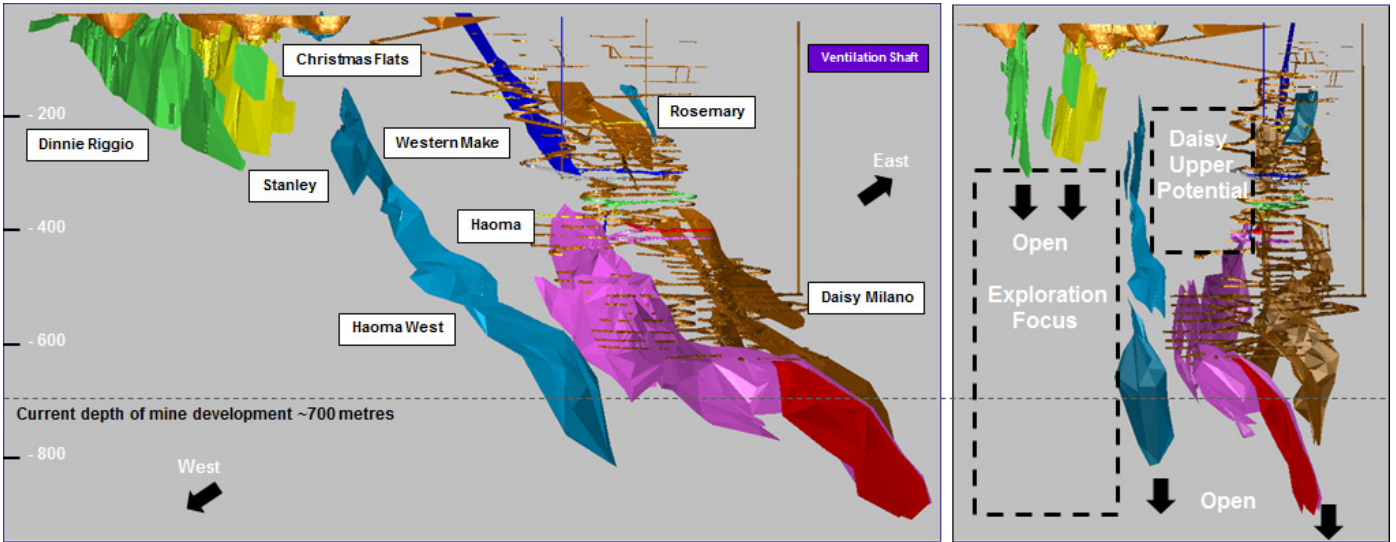 Christmas Flats
Ventilation Shaft
- 200
Rosemary
Dinnie Riggio
Western Make
East
Stanley
- 400
Haoma
Daisy Milano
Haoma West
- 600
Current depth of mine development ~700 metres
- 800
West
Daisy
Upper
Potential
Open
Exploration
Focus
Open